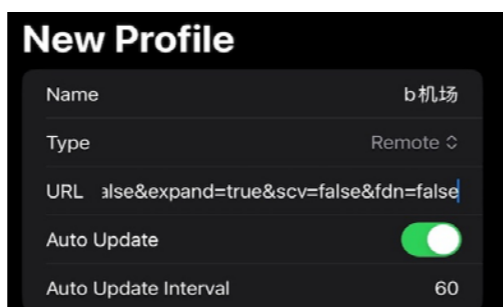 New Profile
Name b机场
Type Remote
URL alse&expand=true&scv=false&fdn=false
Auto Update
Auto Update Interval 60